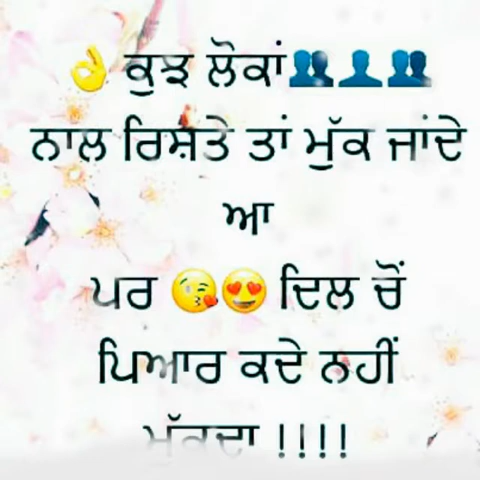 👌ਕੁਝ ਲੋਕਾਂ👥👤👥
ਨਾਲ ਰਿਸ਼ਤੇ ਤਾਂ ਮੁੱਕ ਜਾਂਦੇ
ਆ
ਪਰ 😘😍 ਦਿਲ ਚੋਂ
ਪਿਆਰ ਕਦੇ ਨਹੀਂ
ਮੁੱਕਦਾ !!!!